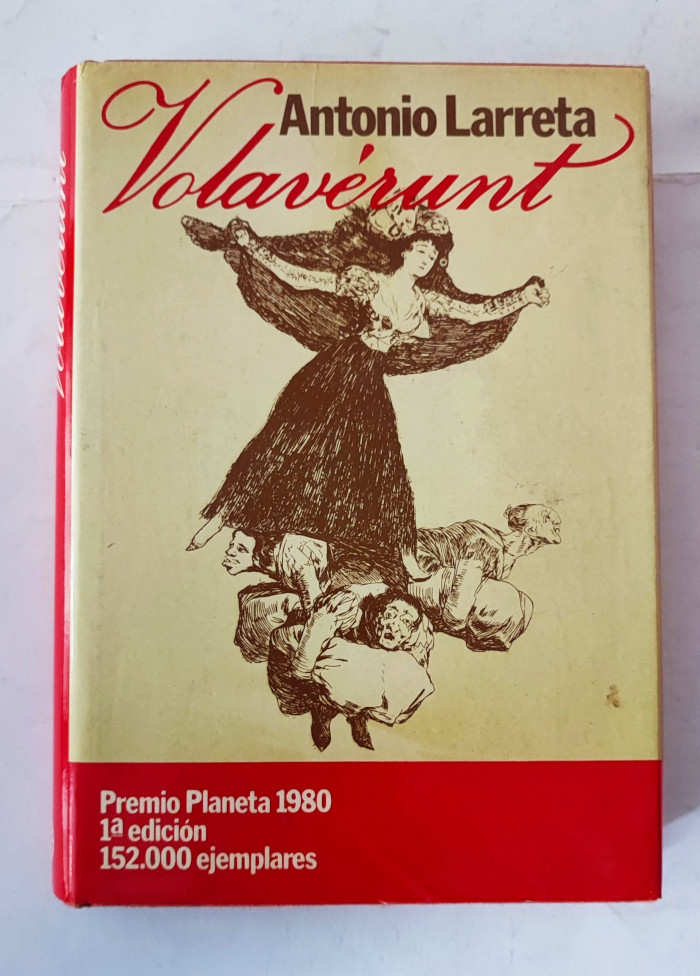 Antonio Larreta
Volavérunt
Premio Planeta 1980
1ª edición
152.000 ejemplares
Volavérunt